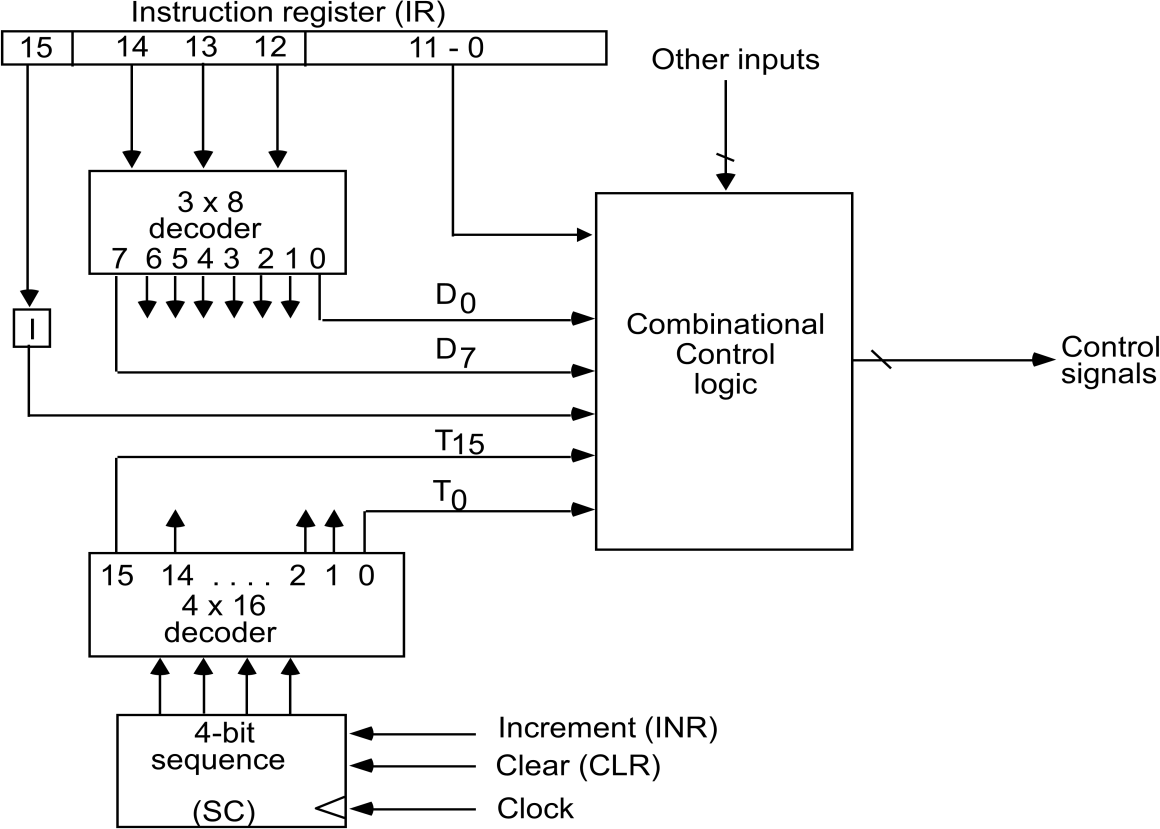 Instruction register (IR)
15 14 13 12 11 - 0
Other inputs
3 x 8
decoder
7 6 5 4 3 2 1 0
D0
I
D7
Combinational
Control
logic
Control
signals
T15
T0
15 14 . . . . 2 1 0
4 x 16
decoder
4-bit
sequence
(SC)
Increment (INR)
Clear (CLR)
Clock